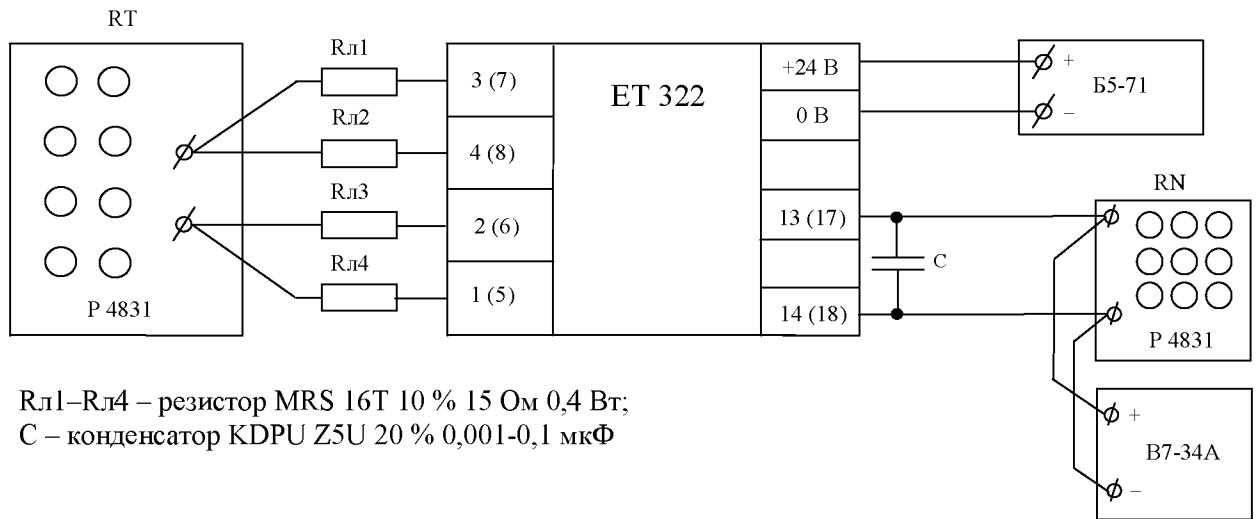 RT
Rл1
3 (7)
ET 322
+24 В
+
Б5-71
0 В
–
Rл2
4 (8)
Rл3
2 (6)
13 (17)
RN
C
Rл4
1 (5)
14 (18)
Р 4831
Р 4831
Rл1–Rл4 – резистор MRS 16T 10 % 15 Ом 0,4 Вт;
С – конденсатор KDPU Z5U 20 % 0,001-0,1 мкФ
+
В7-34А
–